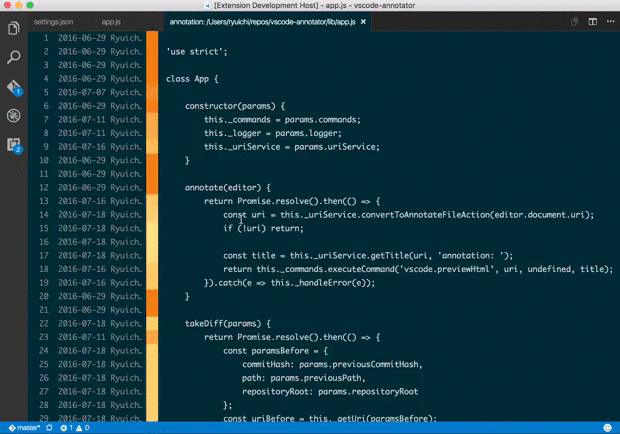 [Extension Development Host] - app.js - vscode-annotator
settings.json app.js annotation: /Users/ryuichi/repos/vscode-annotator/lib/app.js ×
1 2016-06-29 Ryuich…
2 2016-06-29 Ryuich… 'use strict';
3 2016-06-29 Ryuich…
4 2016-06-29 Ryuich… class App {
5 2016-07-07 Ryuich…
6 2016-06-29 Ryuich… constructor(params) {
7 2016-07-11 Ryuich… this._commands = params.commands;
8 2016-07-11 Ryuich… this._logger = params.logger;
9 2016-07-16 Ryuich… this._uriService = params.uriService;
10 2016-06-29 Ryuich… }
11 2016-06-29 Ryuich…
12 2016-06-29 Ryuich… annotate(editor) {
13 2016-07-16 Ryuich… return Promise.resolve().then(() => {
14 2016-07-18 Ryuich… const uri = this._uriService.convertToAnnotateFileAction(editor.document.uri);
15 2016-07-18 Ryuich… if (!uri) return;
16 2016-07-18 Ryuich…
17 2016-07-18 Ryuich… const title = this._uriService.getTitle(uri, 'annotation: ');
18 2016-07-16 Ryuich… return this._commands.executeCommand('vscode.previewHtml', uri, undefined, title);
19 2016-07-16 Ryuich… }).catch(e => this._handleError(e));
20 2016-06-29 Ryuich… }
21 2016-06-29 Ryuich…
22 2016-07-18 Ryuich… takeDiff(params) {
23 2016-07-11 Ryuich… return Promise.resolve().then(() => {
24 2016-07-18 Ryuich… const paramsBefore = {
25 2016-07-18 Ryuich… commitHash: params.previousCommitHash,
26 2016-07-18 Ryuich… path: params.previousPath,
27 2016-07-18 Ryuich… repositoryRoot: params.repositoryRoot
28 2016-07-18 Ryuich… };
29 2016-07-18 Ryuich… const uriBefore = this._getUri(paramsBefore);
1
2
master* 1 0